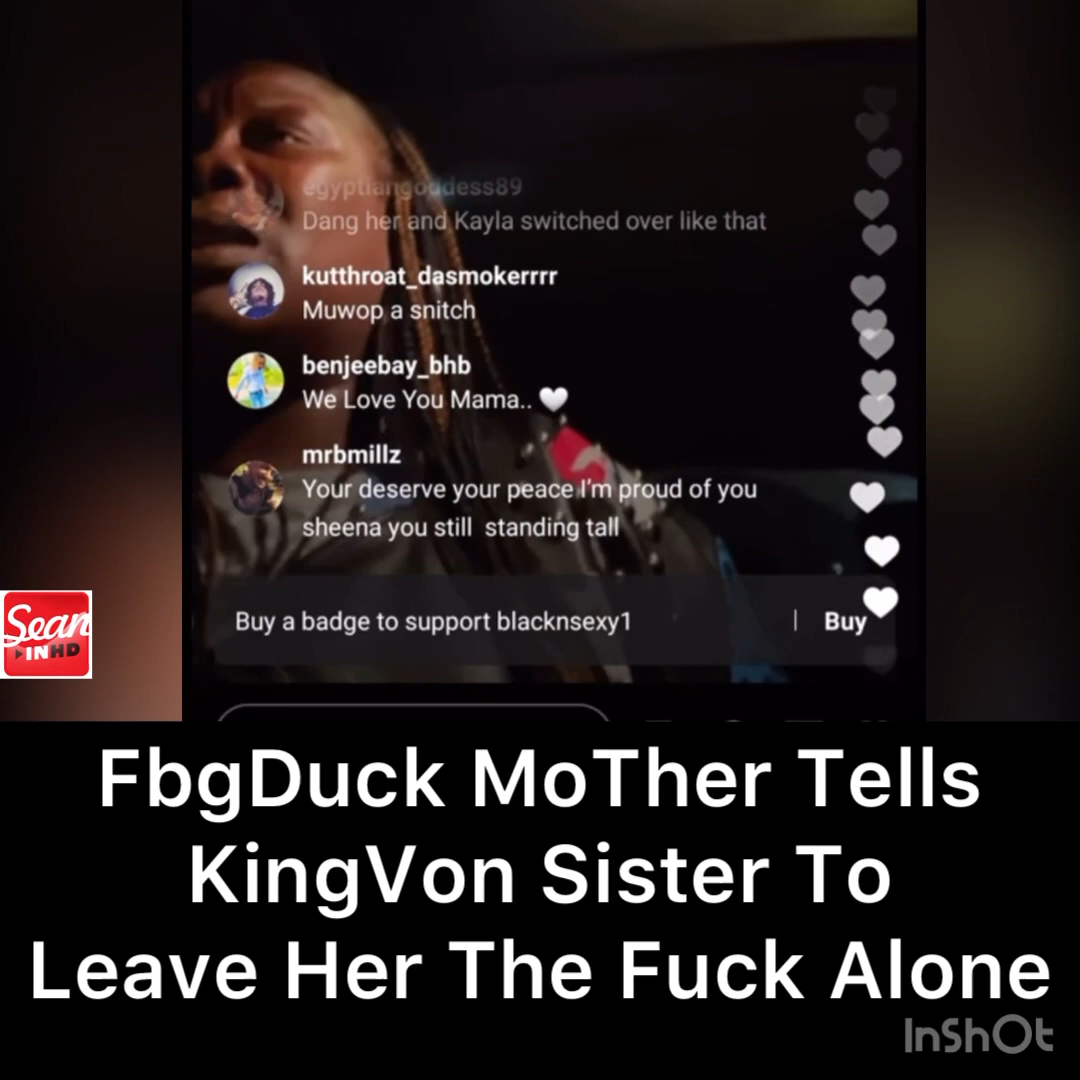 egyptiangoddess89
Dang her and Kayla switched over like that
kutthroat_dasmokerrrr
Muwop a snitch
benjeebay_bhb
We Love You Mama.. 🤍
mrbmillz
Your deserve your peace I'm proud of you
sheena you still standing tall
Buy a badge to support blacknsexy1 | Buy
Sean
INHD
FbgDuck MoTher Tells
KingVon Sister To
Leave Her The Fuck Alone
InShOt